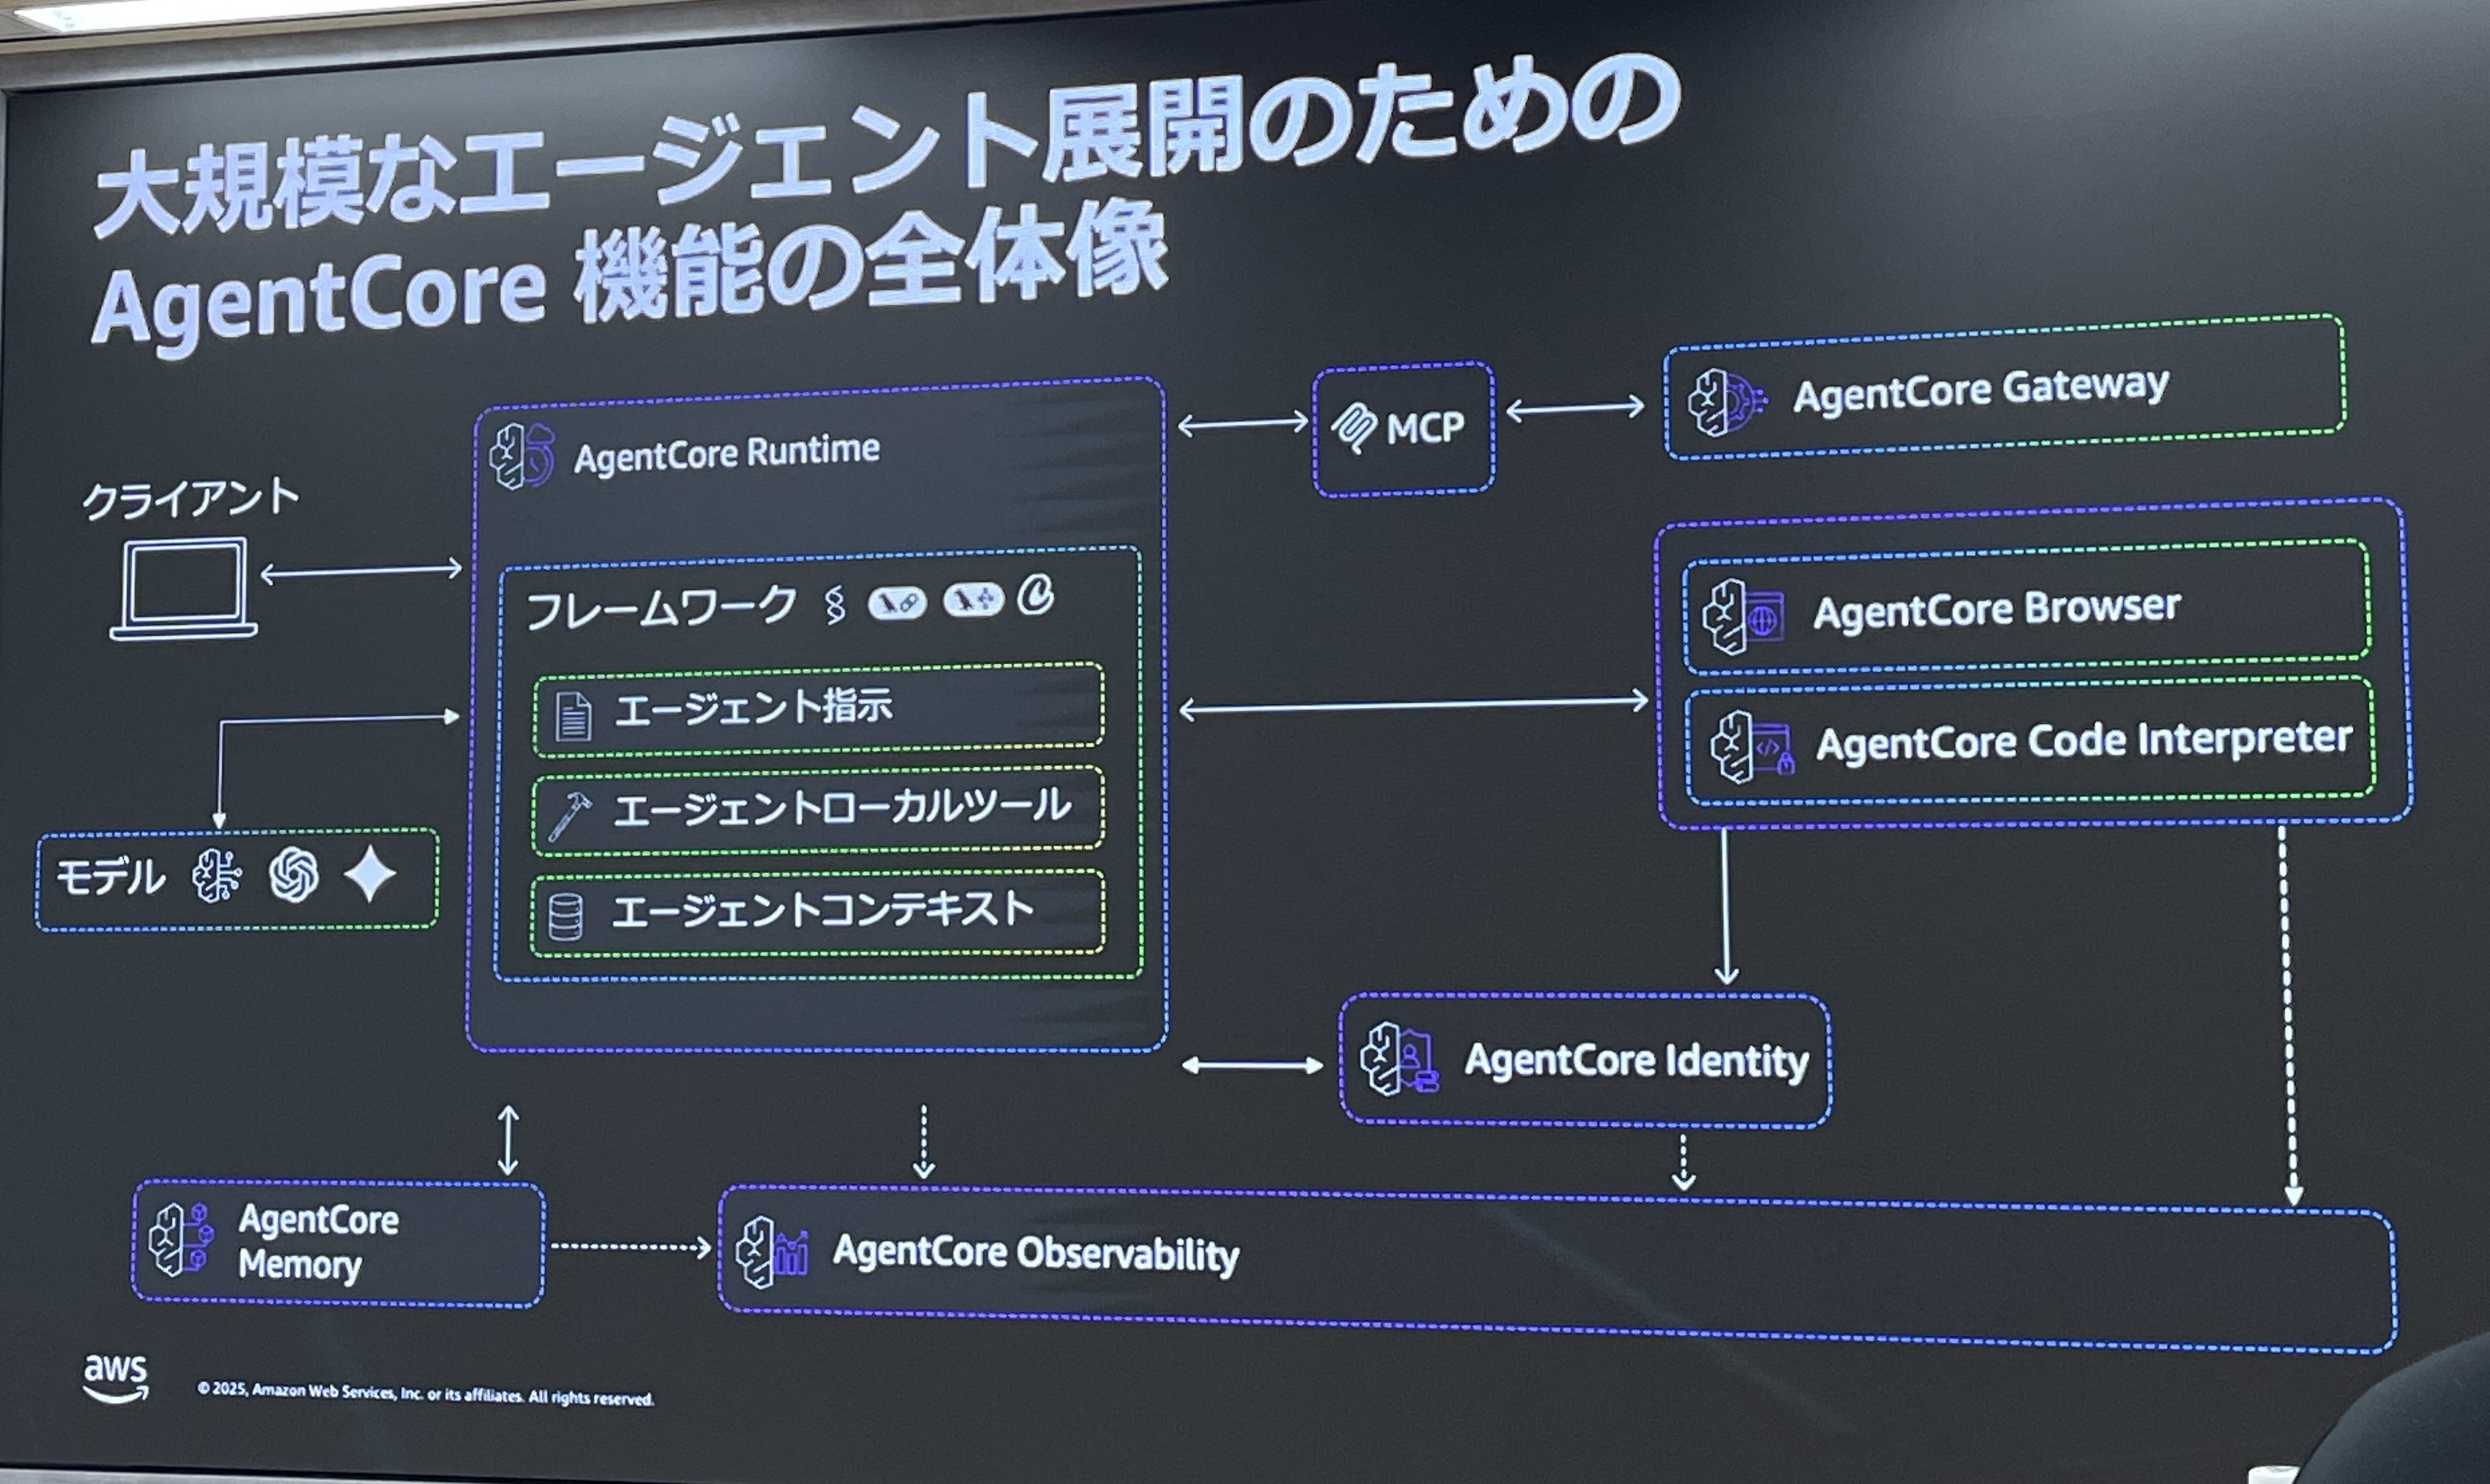 大規模なエージェント展開のための
AgentCore 機能の全体像
クライアント
AgentCore Runtime
MCP
AgentCore Gateway
フレームワーク
エージェント指示
エージェントローカルツール
エージェントコンテキスト
モデル
AgentCore Browser
AgentCore Code Interpreter
AgentCore Identity
AgentCore
Memory
AgentCore Observability
aws
© 2025, Amazon Web Services, Inc. or its affiliates. All rights reserved.